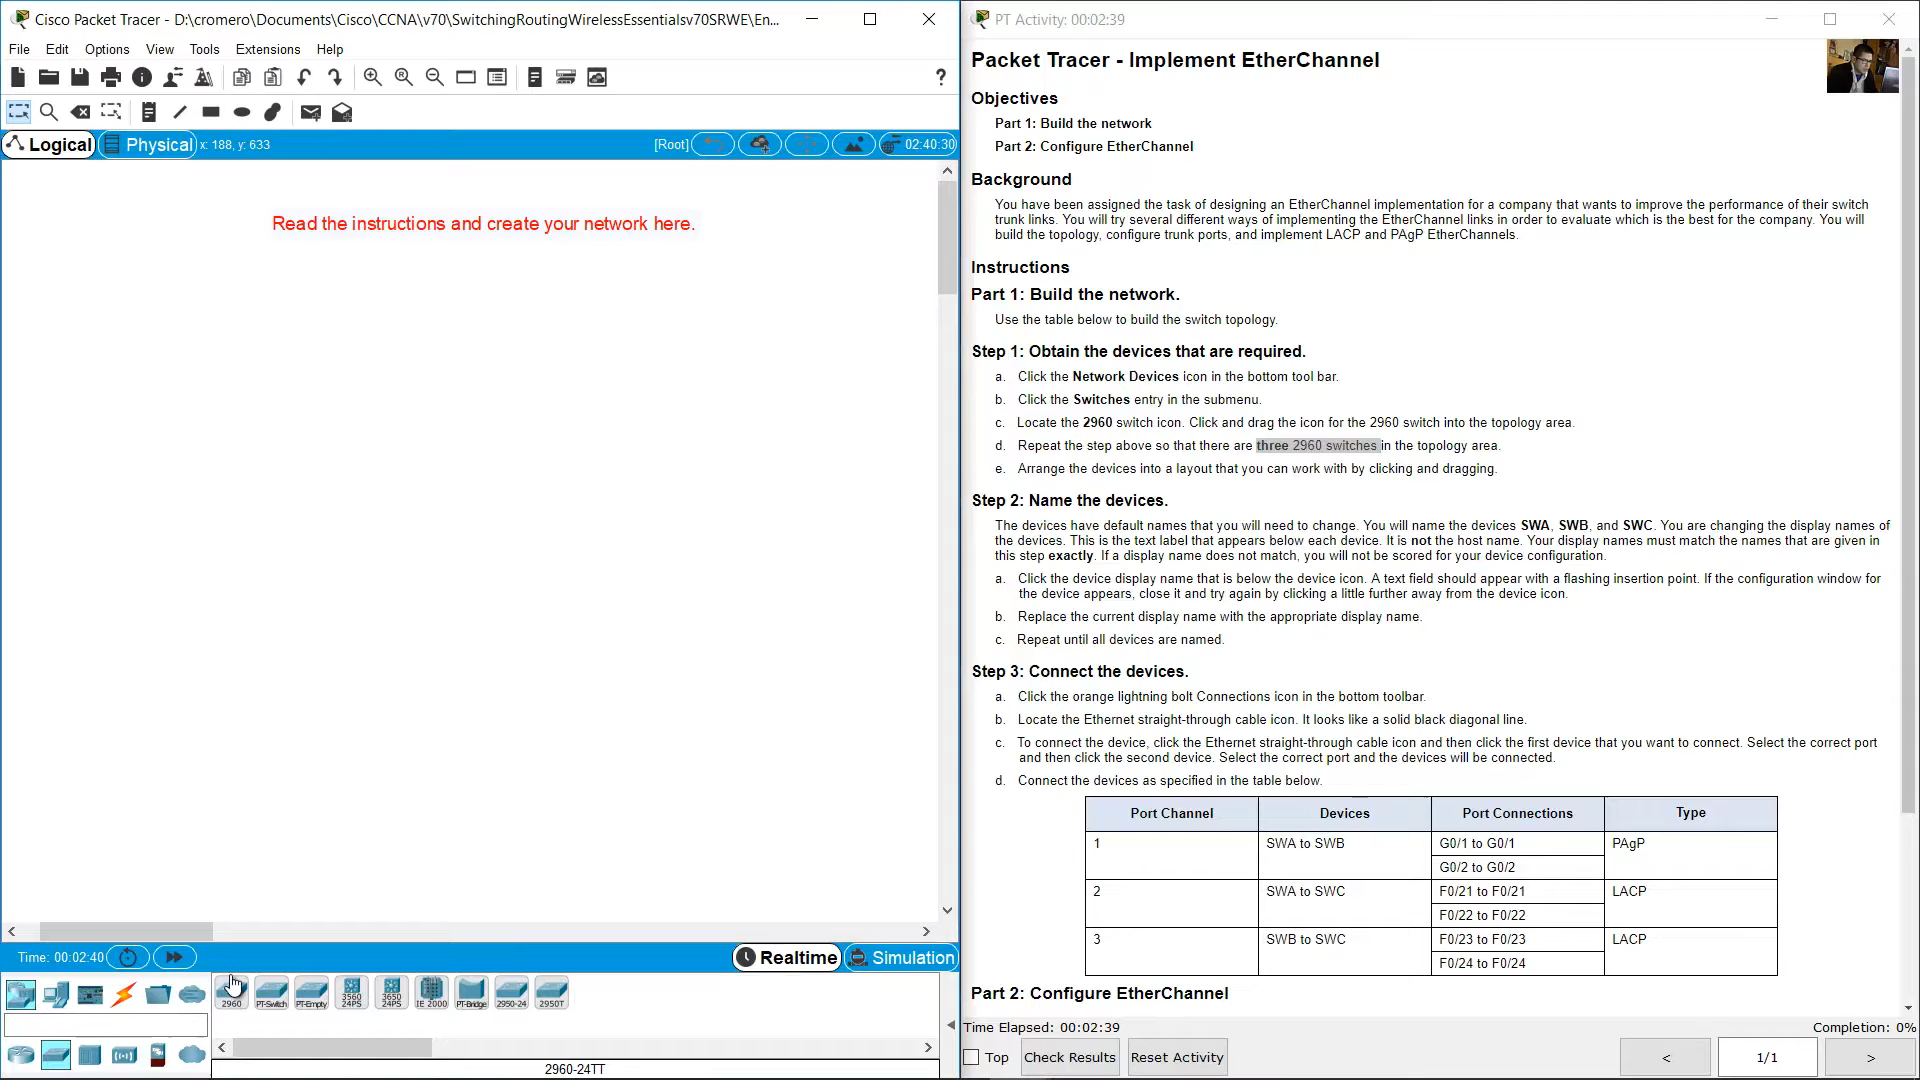 Cisco Packet Tracer - D:\cromero\Documents\Cisco\CCNA\v70\SwitchingRoutingWirelessEssentialsv70SRWE\En...
File Edit Options View Tools Extensions Help
?
Logical Physical x: 188, y: 633 [Root] 02:40:30
Read the instructions and create your network here.
Time: 00:02:40 Realtime Simulation
2960 PT-Switch PT-Empty 3560 24PS 3650 24PS IE 2000 PT-Bridge 2950-24 2950T
2960-24TT
PT Activity: 00:02:39
Packet Tracer - Implement EtherChannel
Objectives
Part 1: Build the network
Part 2: Configure EtherChannel
Background
You have been assigned the task of designing an EtherChannel implementation for a company that wants to improve the performance of their switch
trunk links. You will try several different ways of implementing the EtherChannel links in order to evaluate which is the best for the company. You will
build the topology, configure trunk ports, and implement LACP and PAgP EtherChannels.
Instructions
Part 1: Build the network.
Use the table below to build the switch topology.
Step 1: Obtain the devices that are required.
a. Click the Network Devices icon in the bottom tool bar.
b. Click the Switches entry in the submenu.
c. Locate the 2960 switch icon. Click and drag the icon for the 2960 switch into the topology area.
d. Repeat the step above so that there are three 2960 switches in the topology area.
e. Arrange the devices into a layout that you can work with by clicking and dragging.
Step 2: Name the devices.
The devices have default names that you will need to change. You will name the devices SWA, SWB, and SWC. You are changing the display names of
the devices. This is the text label that appears below each device. It is not the host name. Your display names must match the names that are given in
this step exactly. If a display name does not match, you will not be scored for your device configuration.
a. Click the device display name that is below the device icon. A text field should appear with a flashing insertion point. If the configuration window for
the device appears, close it and try again by clicking a little further away from the device icon.
b. Replace the current display name with the appropriate display name.
c. Repeat until all devices are named.
Step 3: Connect the devices.
a. Click the orange lightning bolt Connections icon in the bottom toolbar.
b. Locate the Ethernet straight-through cable icon. It looks like a solid black diagonal line.
c. To connect the device, click the Ethernet straight-through cable icon and then click the first device that you want to connect. Select the correct port
and then click the second device. Select the correct port and the devices will be connected.
d. Connect the devices as specified in the table below.
Port Channel Devices Port Connections Type
1 SWA to SWB G0/1 to G0/1 PAgP
G0/2 to G0/2
2 SWA to SWC F0/21 to F0/21 LACP
F0/22 to F0/22
3 SWB to SWC F0/23 to F0/23 LACP
F0/24 to F0/24
Part 2: Configure EtherChannel
Time Elapsed: 00:02:39 Completion: 0%
Top Check Results Reset Activity < 1/1 >